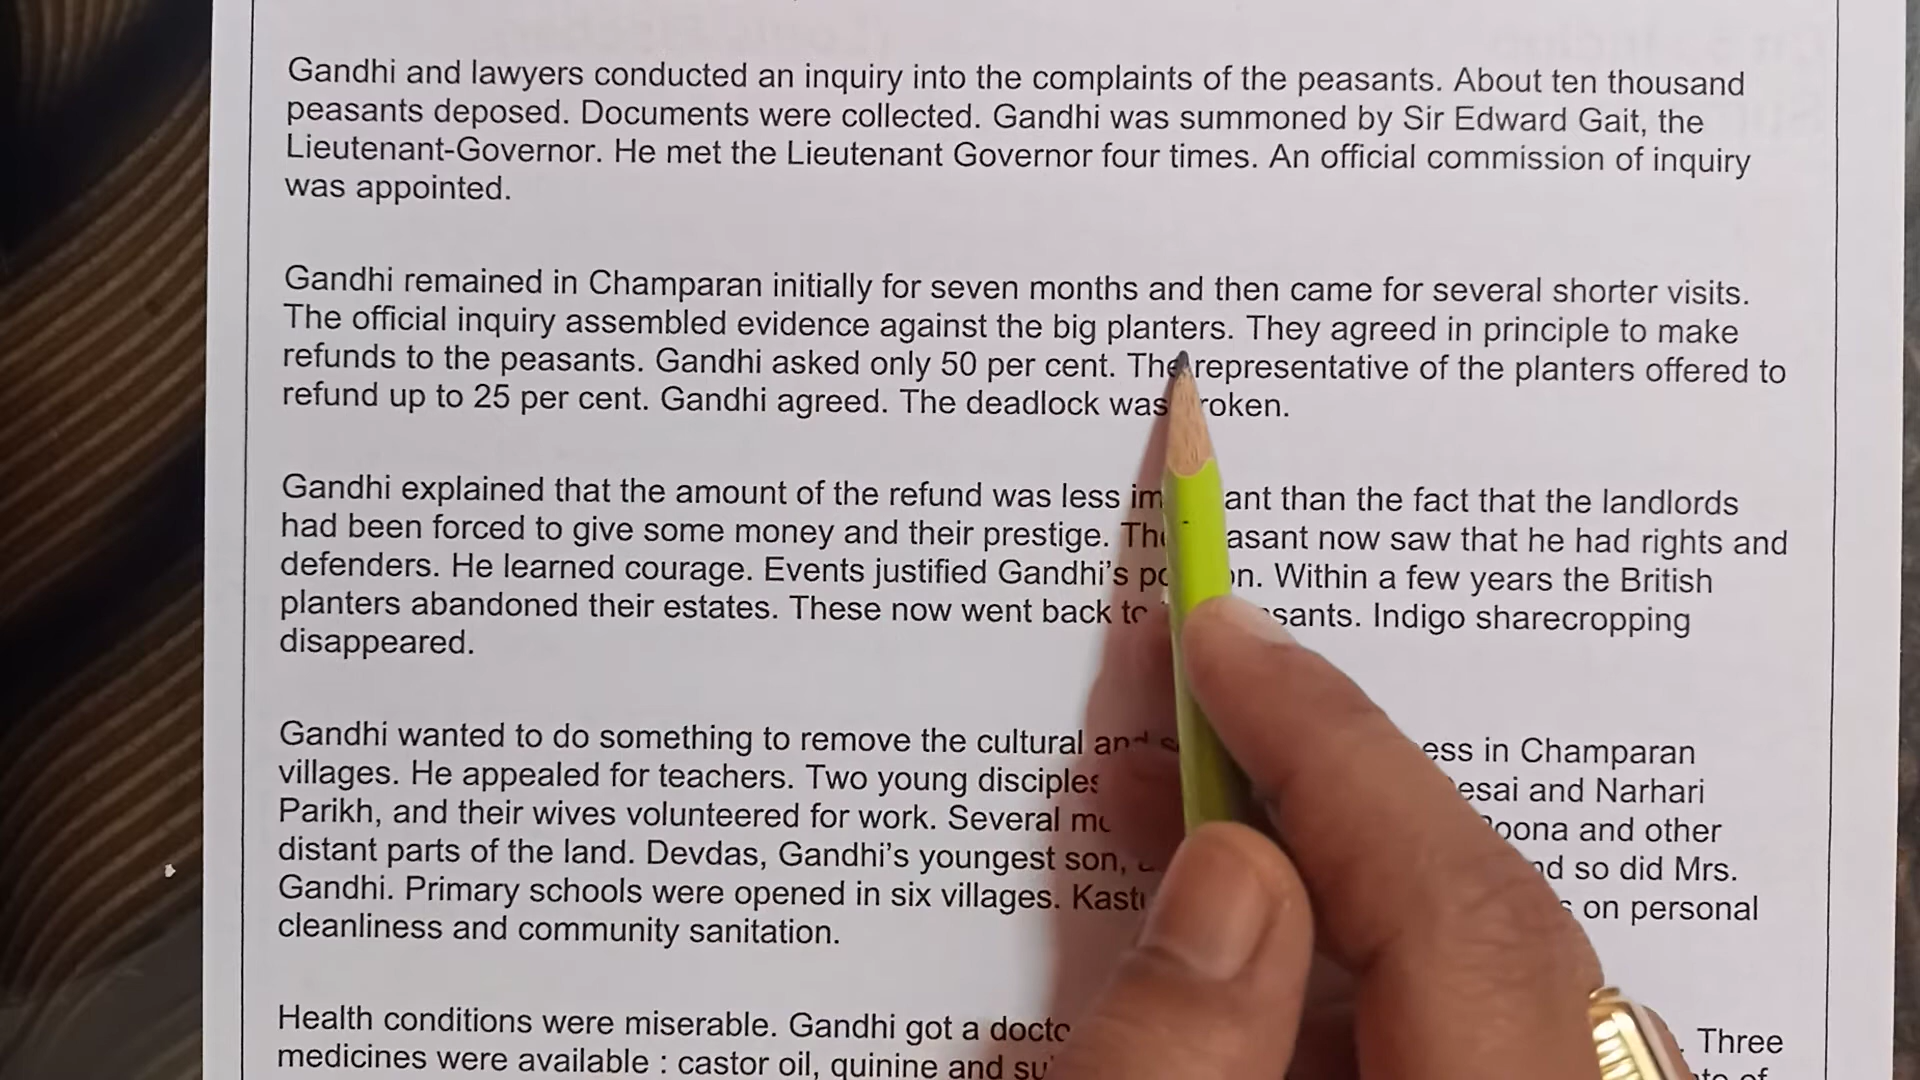 Gandhi and lawyers conducted an inquiry into the complaints of the peasants. About ten thousand
peasants deposed. Documents were collected. Gandhi was summoned by Sir Edward Gait, the
Lieutenant-Governor. He met the Lieutenant Governor four times. An official commission of inquiry
was appointed.
Gandhi remained in Champaran initially for seven months and then came for several shorter visits.
The official inquiry assembled evidence against the big planters. They agreed in principle to make
refunds to the peasants. Gandhi asked only 50 per cent. The representative of the planters offered to
refund up to 25 per cent. Gandhi agreed. The deadlock was roken.
Gandhi explained that the amount of the refund was less im ant than the fact that the landlords
had been forced to give some money and their prestige. Th asant now saw that he had rights and
defenders. He learned courage. Events justified Gandhi's po on. Within a few years the British
planters abandoned their estates. These now went back to sants. Indigo sharecropping
disappeared.
Gandhi wanted to do something to remove the cultural and ess in Champaran
villages. He appealed for teachers. Two young disciples esai and Narhari
Parikh, and their wives volunteered for work. Several oona and other
distant parts of the land. Devdas, Gandhi's youngest son, nd so did Mrs.
Gandhi. Primary schools were opened in six villages. Kast on personal
cleanliness and community sanitation.
Health conditions were miserable. Gandhi got a docto Three
medicines were available : castor oil, quinine and su of